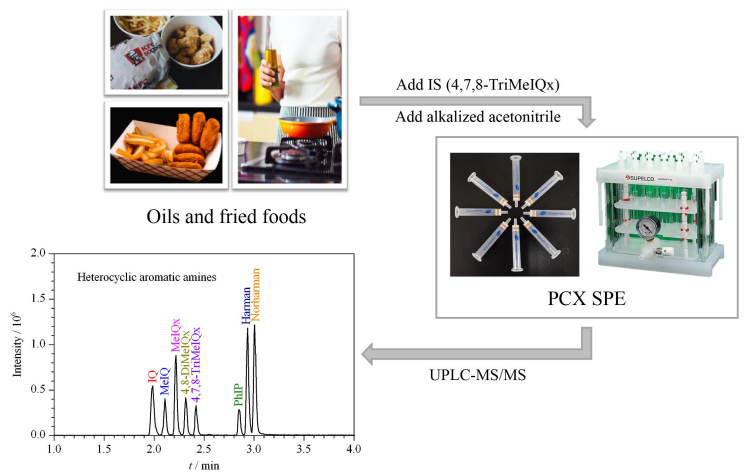 Add IS (4,7,8-TriMeIQx)
Add alkalized acetonitrile
Oils and fried foods
SUPELCO
PCX SPE
UPLC-MS/MS
Heterocyclic aromatic amines
Intensity / 10⁶
2.0
1.5
1.0
0.5
0.0
IQ
MeIQ
MeIQx
4,8-DiMeIQx
4,7,8-TriMeIQx
PhIP
Harman
Norharman
1.0
1.5
2.0
2.5
3.0
3.5
4.0
t / min